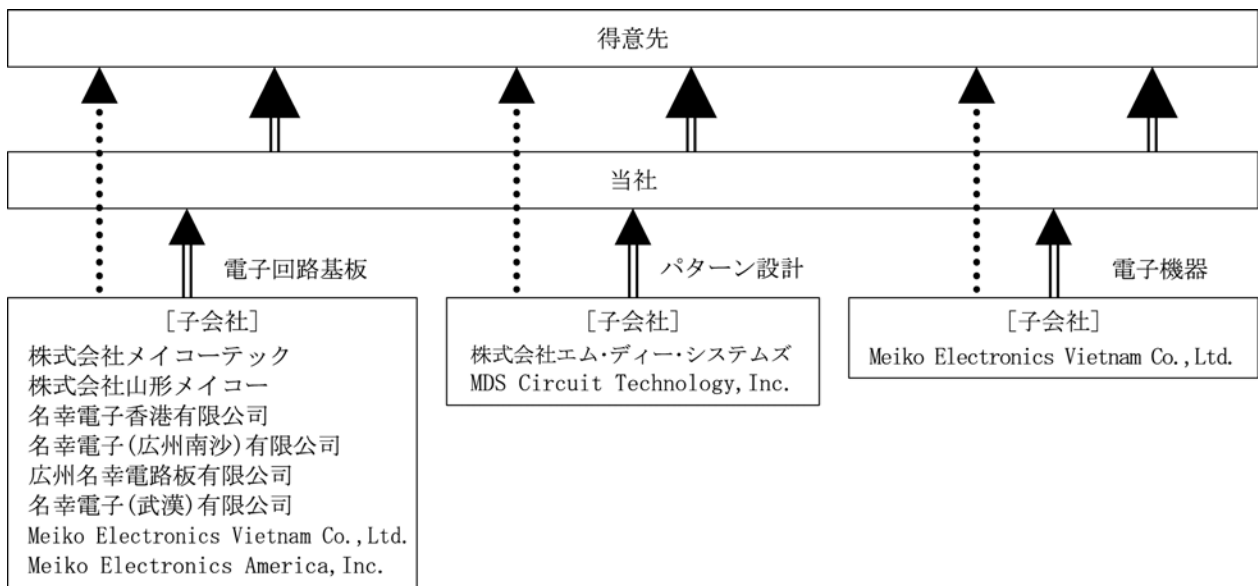 得意先
当社
電子回路基板
パターン設計
電子機器
［子会社］
株式会社メイコーテック
株式会社山形メイコー
名幸電子香港有限公司
名幸電子(広州南沙)有限公司
広州名幸電路板有限公司
名幸電子(武漢)有限公司
Meiko Electronics Vietnam Co.,Ltd.
Meiko Electronics America,Inc.
［子会社］
株式会社エム・ディー・システムズ
MDS Circuit Technology,Inc.
［子会社］
Meiko Electronics Vietnam Co.,Ltd.